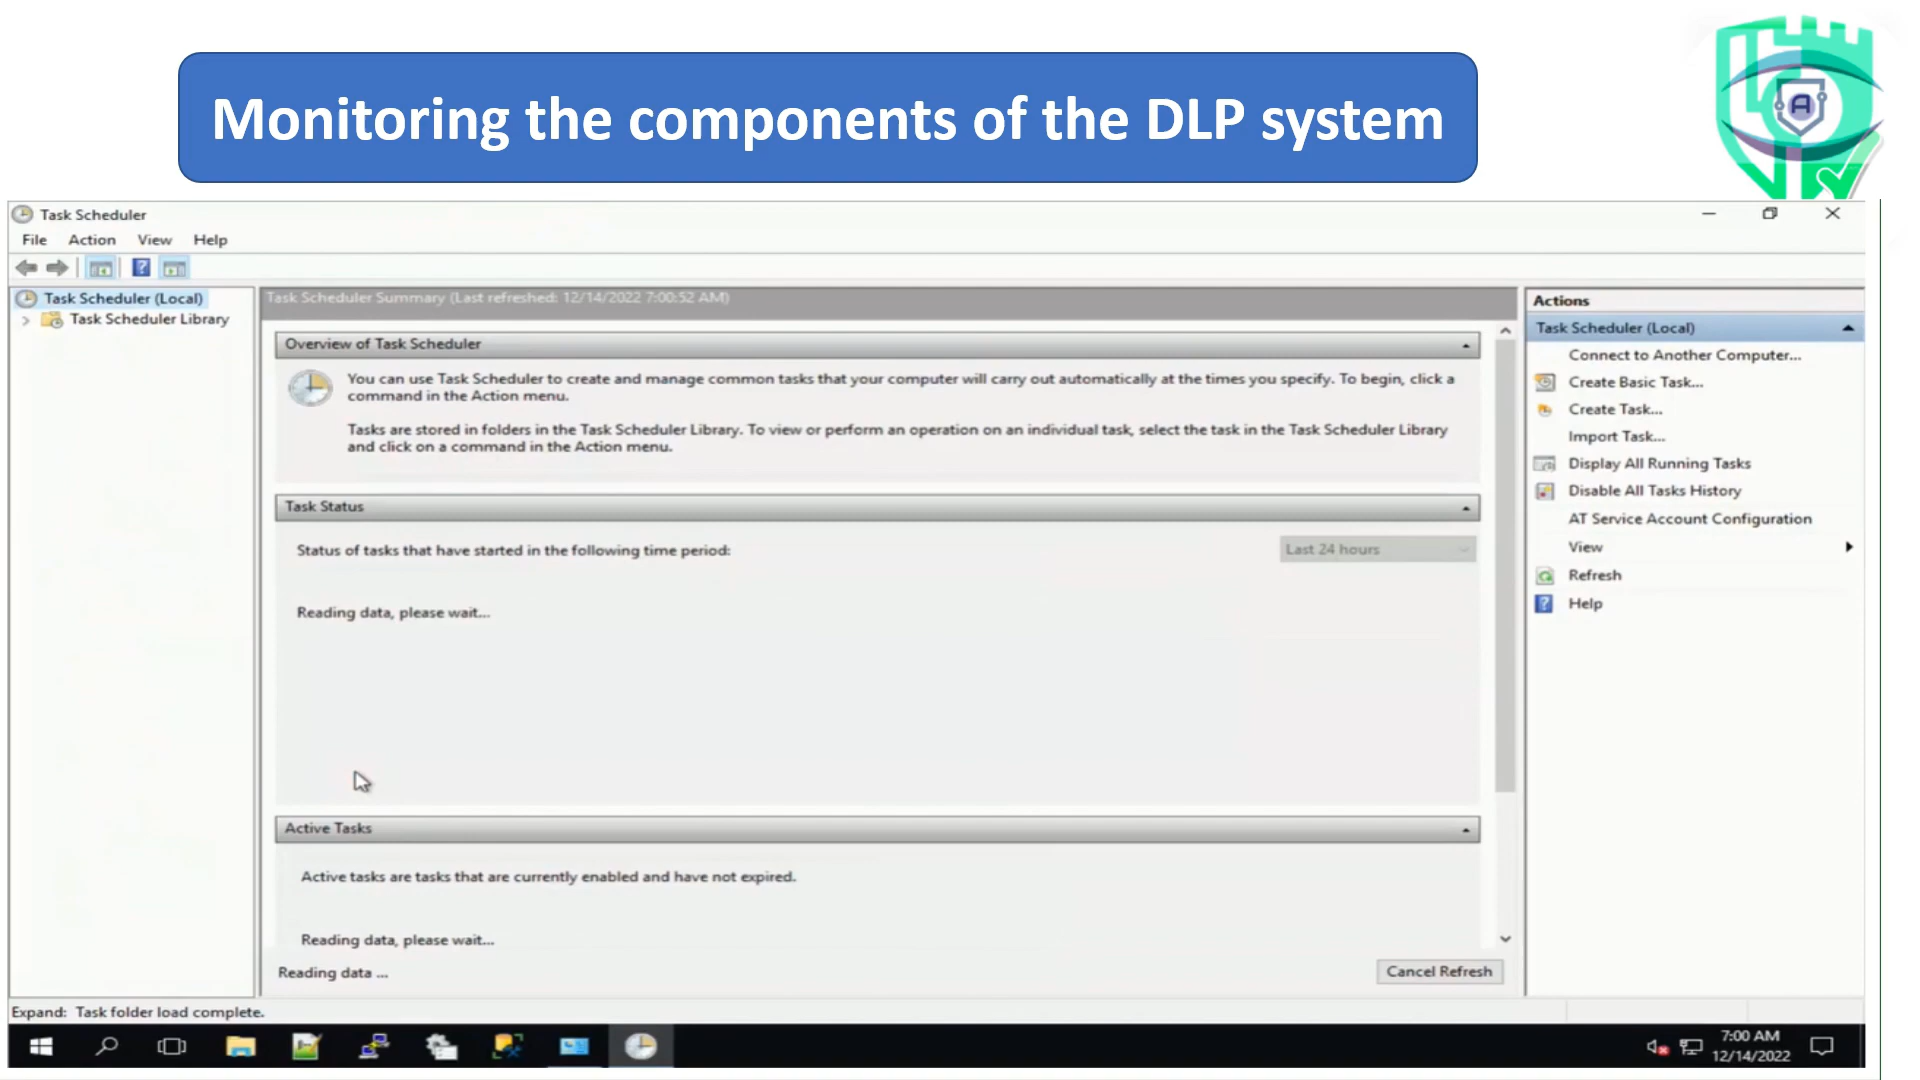 Monitoring the components of the DLP system
A
Task Scheduler
File Action View Help
Task Scheduler (Local)
Task Scheduler Library
Task Scheduler Summary (Last refreshed: 12/14/2022 7:00:52 AM)
Overview of Task Scheduler
You can use Task Scheduler to create and manage common tasks that your computer will carry out automatically at the times you specify. To begin, click a
command in the Action menu.
Tasks are stored in folders in the Task Scheduler Library. To view or perform an operation on an individual task, select the task in the Task Scheduler Library
and click on a command in the Action menu.
Task Status
Status of tasks that have started in the following time period:
Last 24 hours
Reading data, please wait...
Active Tasks
Active tasks are tasks that are currently enabled and have not expired.
Reading data, please wait...
Reading data ...
Cancel Refresh
Actions
Task Scheduler (Local)
Connect to Another Computer...
Create Basic Task...
Create Task...
Import Task...
Display All Running Tasks
Disable All Tasks History
AT Service Account Configuration
View
Refresh
Help
Expand: Task folder load complete.
7:00 AM
12/14/2022